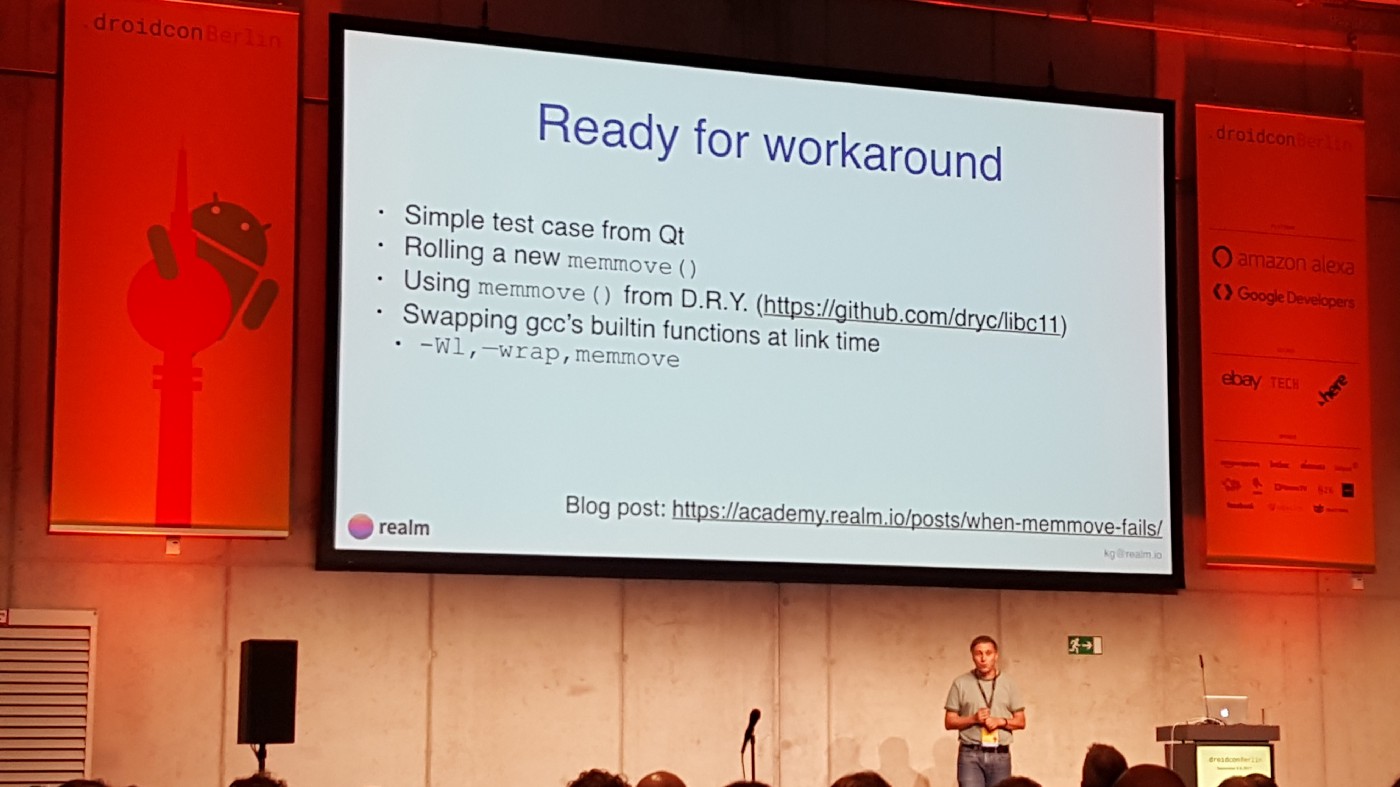 .droidconBerlin
Ready for workaround
• Simple test case from Qt
• Rolling a new memmove()
• Using memmove() from D.R.Y. (https://github.com/dryc/libc11)
• Swapping gcc's builtin functions at link time
• -Wl,—wrap,memmove
Blog post: https://academy.realm.io/posts/when-memmove-fails/
realm
kg@realm.io
.droidconBerlin
amazon alexa
Google Developers
ebay TECH
here
.droidconBerlin